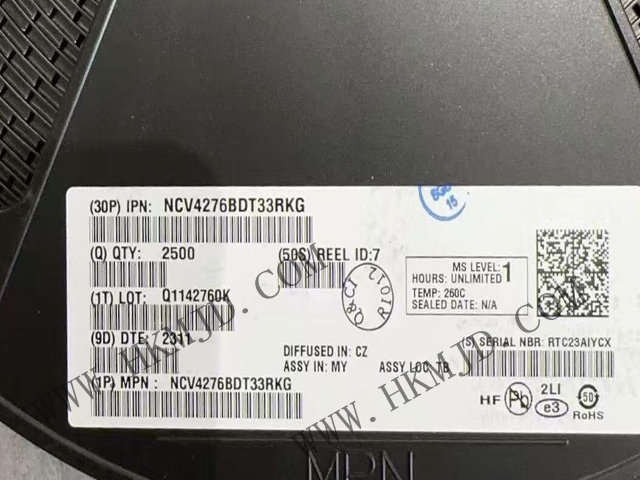 (30P) IPN: NCV4276BDT33RKG
(Q) QTY: 2500
(50S) REEL ID:7
(1T) LOT: Q1142760K
(9D) DTE: 2311
MS LEVEL: 1
HOURS: UNLIMITED
TEMP: 260C
SEALED DATE: N/A
DIFFUSED IN: CZ
ASSY IN: MY
ASSY LOC: TB
(S) SERIAL NBR: RTC23AIYCX
(1P) MPN : NCV4276BDT33RKG
HF
Pb
2LI
e3
50
RoHS
MPN
WWW.HKMJD.COM
WWW.HKMJD.COM